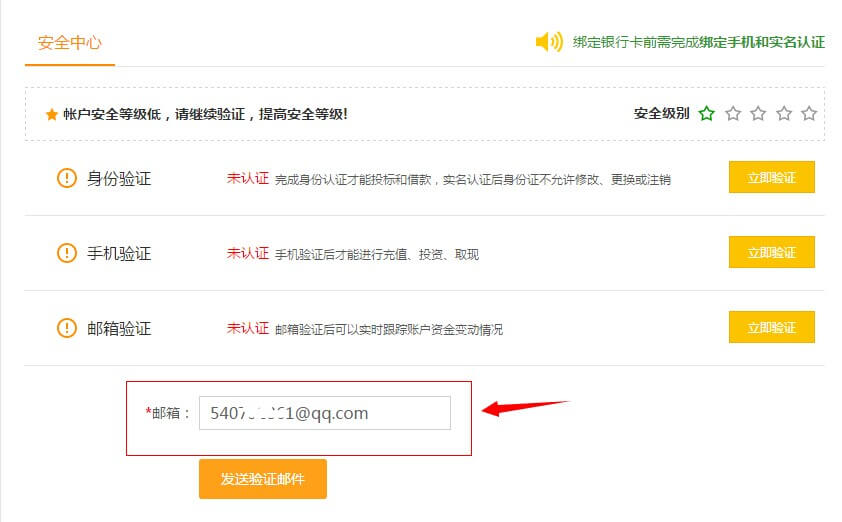 安全中心
绑定银行卡前需完成绑定手机和实名认证
帐户安全等级低，请继续验证，提高安全等级!
安全级别
身份验证 未认证 完成身份认证才能投标和借款，实名认证后身份证不允许修改、更换或注销 立即验证
手机验证 未认证 手机验证后才能进行充值、投资、取现 立即验证
邮箱验证 未认证 邮箱验证后可以实时跟踪账户资金变动情况 立即验证
*邮箱：
发送验证邮件